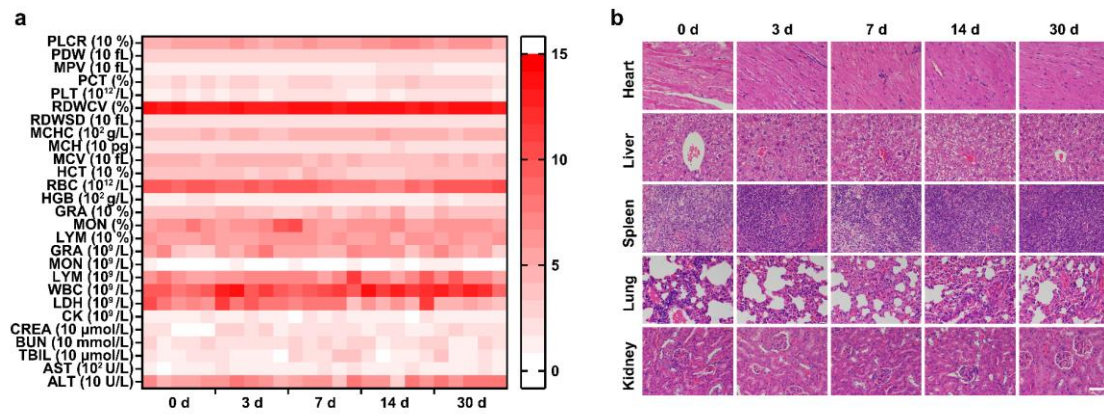 a
PLCR (10 %)
PDW (10 fL)
MPV (10 fL)
PCT (%)
PLT (10¹²/L)
RDWCV (%)
RDWSD (10 fL)
MCHC (10² g/L)
MCH (10 pg)
MCV (10 fL)
HCT (10 %)
RBC (10¹²/L)
HGB (10² g/L)
GRA (10 %)
MON (%)
LYM (10 %)
GRA (10⁹/L)
MON (10⁹/L)
LYM (10⁹/L)
WBC (10⁹/L)
LDH (10⁹/L)
CK (10⁹/L)
CREA (10 μmol/L)
BUN (10 mmol/L)
TBIL (10 μmol/L)
AST (10² U/L)
ALT (10 U/L)
0 d 3 d 7 d 14 d 30 d
15
10
5
0
b
0 d 3 d 7 d 14 d 30 d
Heart
Liver
Spleen
Lung
Kidney